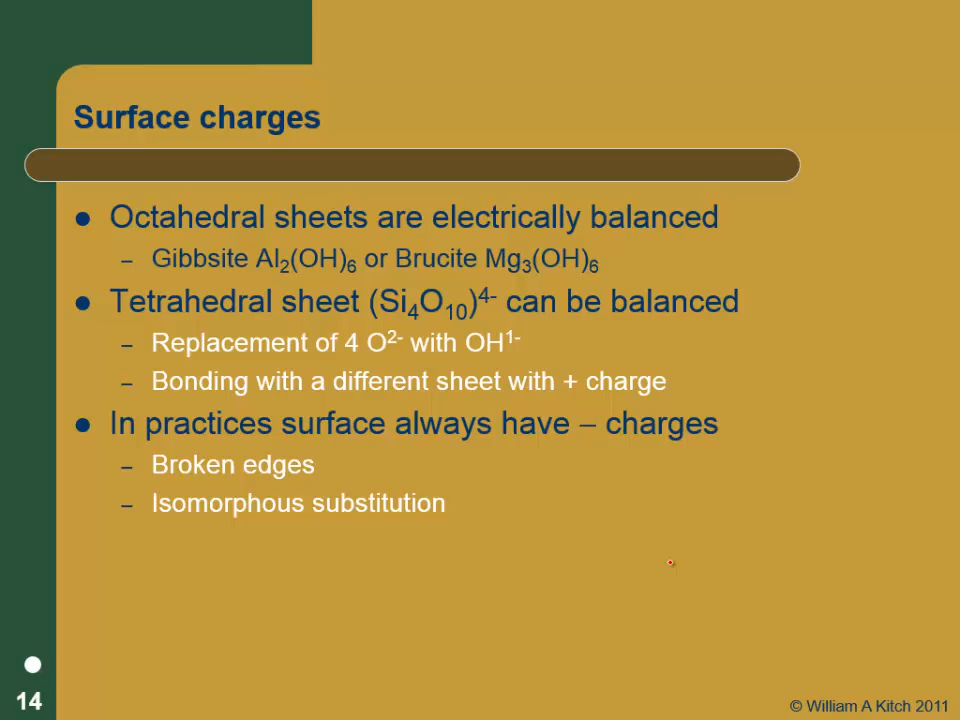 Surface charges
Octahedral sheets are electrically balanced
– Gibbsite Al₂(OH)₆ or Brucite Mg₃(OH)₆
Tetrahedral sheet (Si₄O₁₀)⁴⁻ can be balanced
– Replacement of 4 O²⁻ with OH¹⁻
– Bonding with a different sheet with + charge
In practices surface always have – charges
– Broken edges
– Isomorphous substitution
14
© William A Kitch 2011